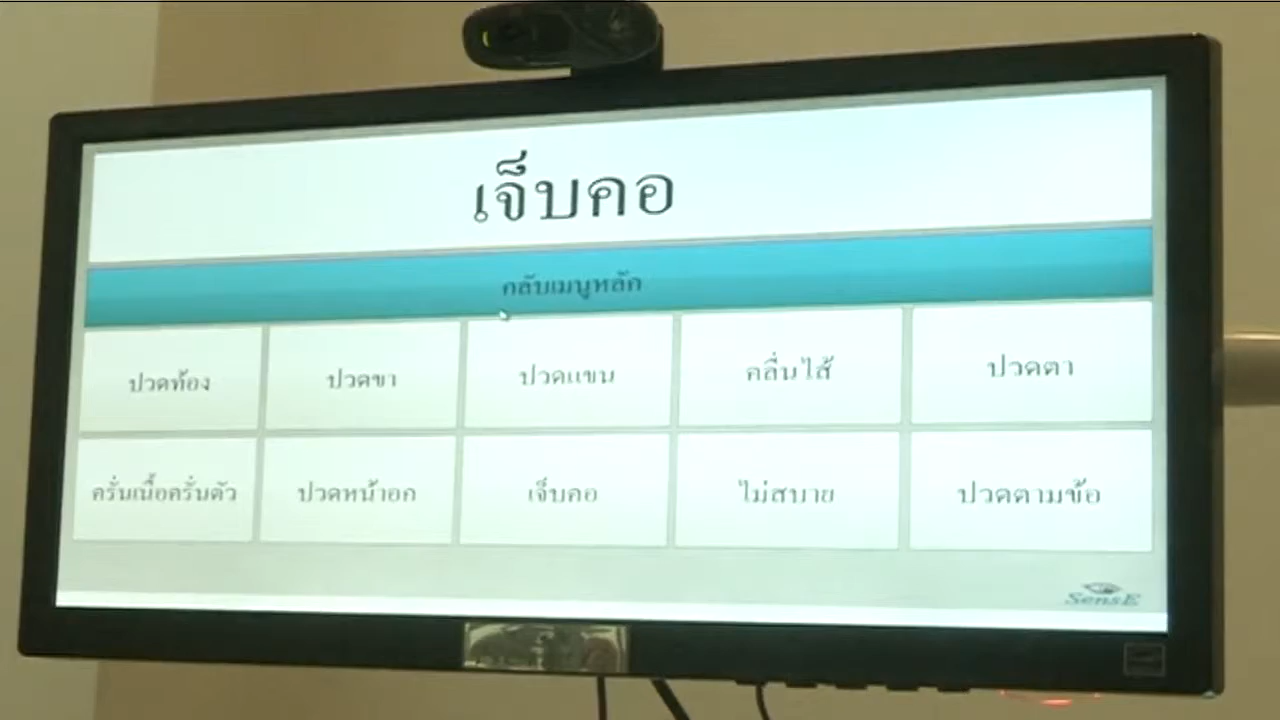 เจ็บคอ
กลับเมนูหลัก
ปวดท้อง ปวดขา ปวดแขน คลื่นไส้ ปวดตา
ครั่นเนื้อครั่นตัว ปวดหน้าอก เจ็บคอ ไม่สบาย ปวดตามข้อ
SensE